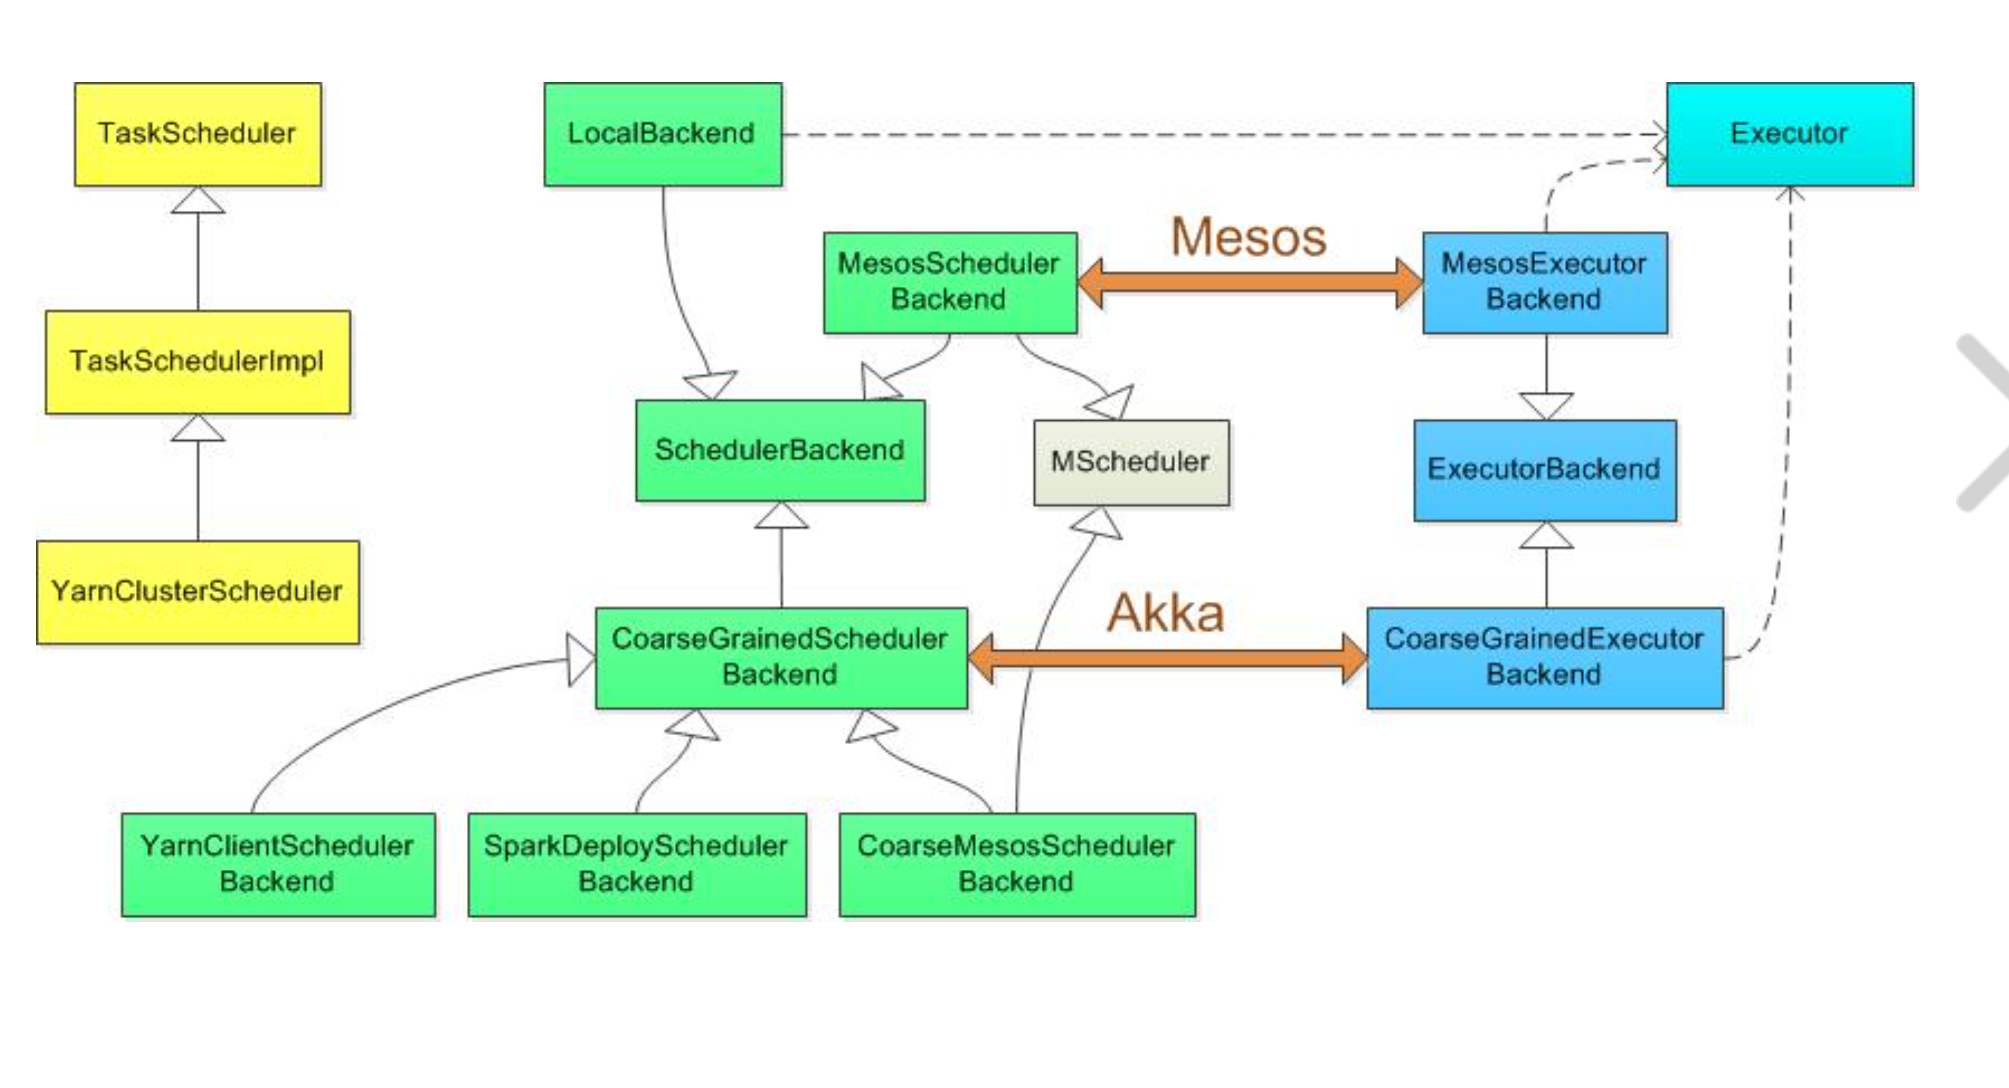 TaskScheduler
LocalBackend
Executor
Mesos
MesosScheduler
Backend
MesosExecutor
Backend
TaskSchedulerImpl
SchedulerBackend
MScheduler
ExecutorBackend
YarnClusterScheduler
Akka
CoarseGrainedScheduler
Backend
CoarseGrainedExecutor
Backend
YarnClientScheduler
Backend
SparkDeployScheduler
Backend
CoarseMesosScheduler
Backend